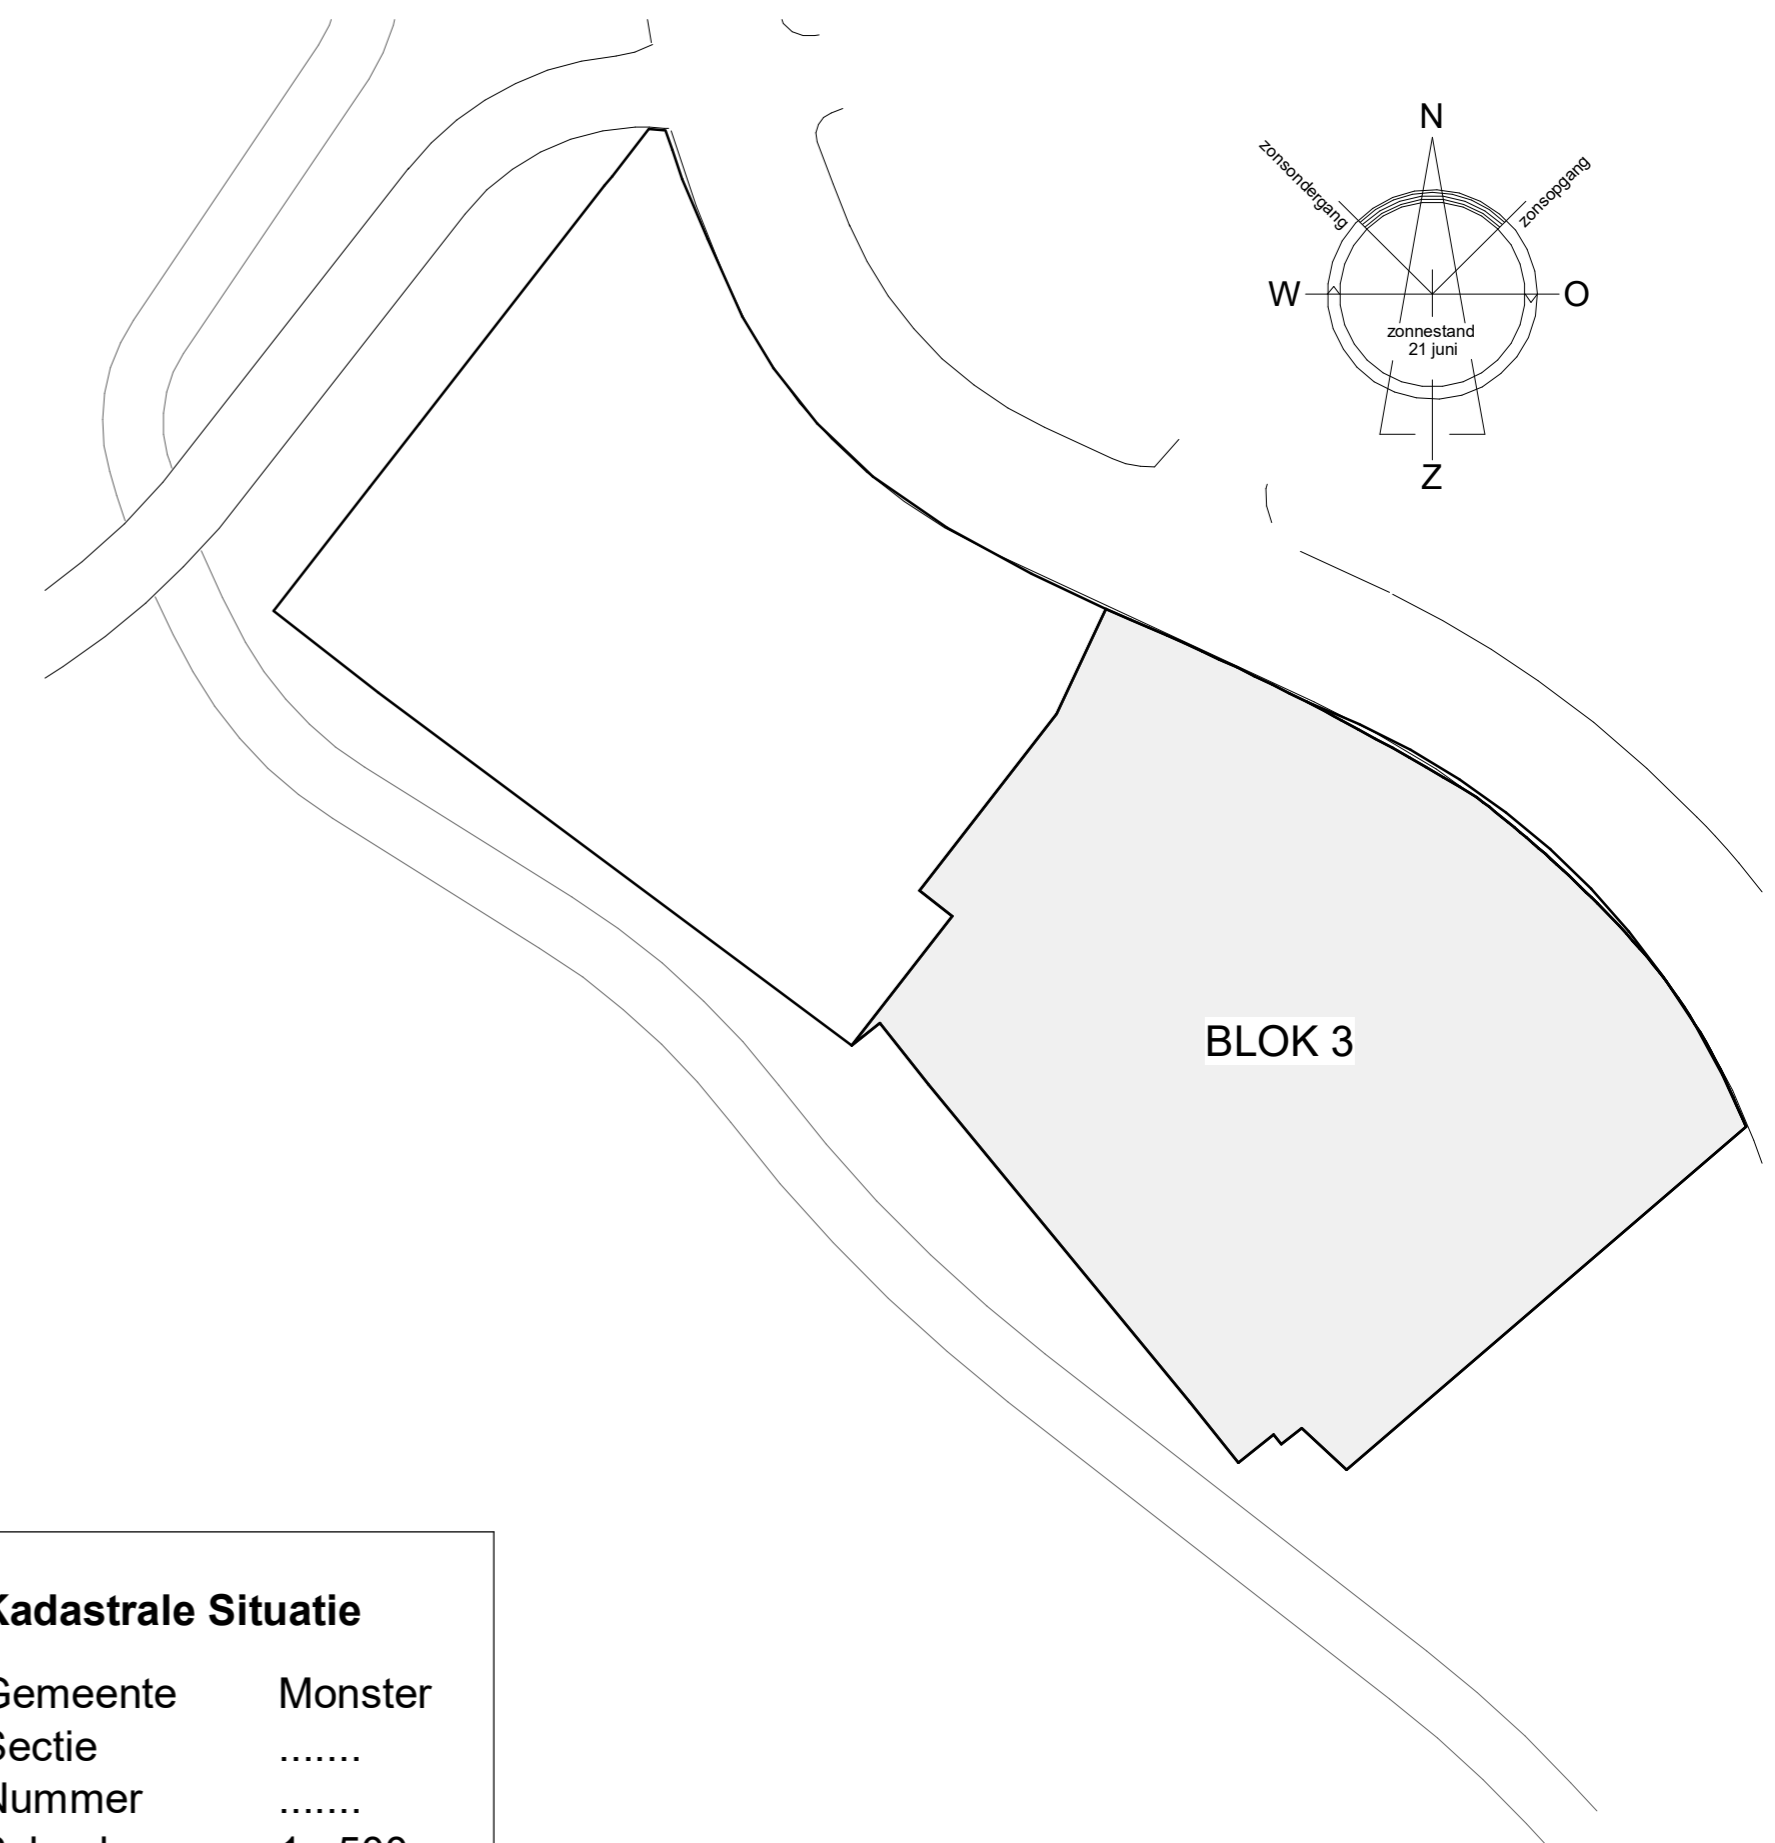 N
zonsondergang
zonsopgang
W
O
zonnestand
21 juni
Z
BLOK 3
Kadastrale Situatie
Gemeente Monster
Sectie .......
Nummer .......